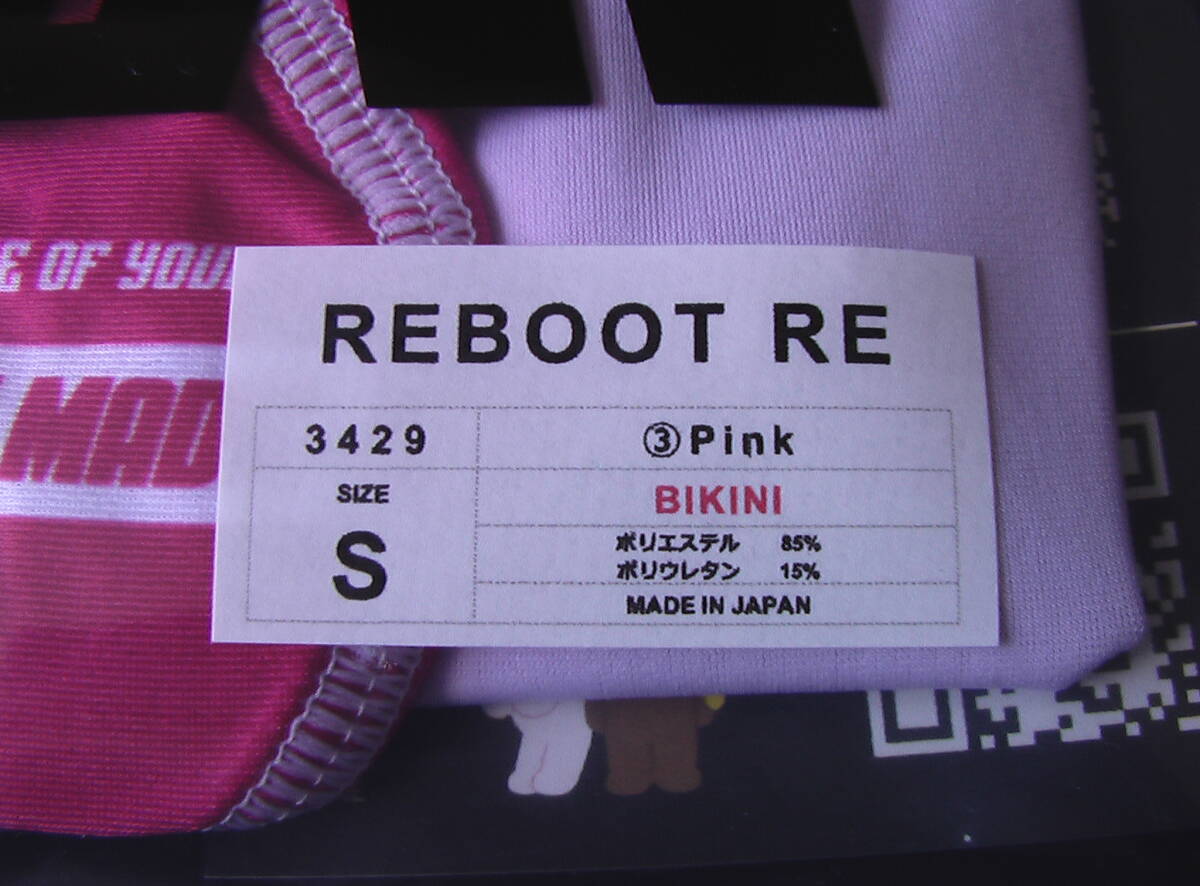 E OF YOU
MAD
REBOOT RE
3429
③Pink
SIZE
BIKINI
S
ポリエステル 85%
ポリウレタン 15%
MADE IN JAPAN